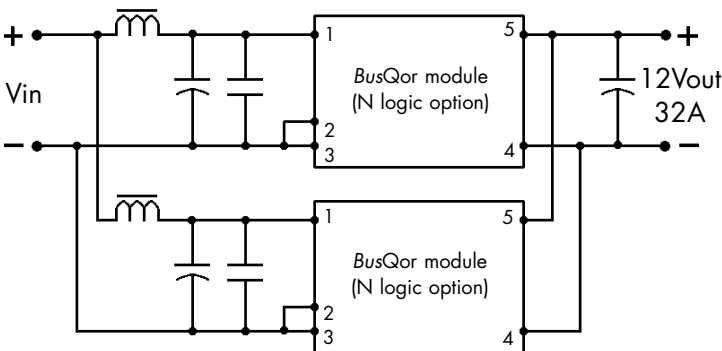 +
Vin
−
1
BusQor module
(N logic option)
2
3
5
4
+
12Vout
32A
−
1
BusQor module
(N logic option)
2
3
5
4